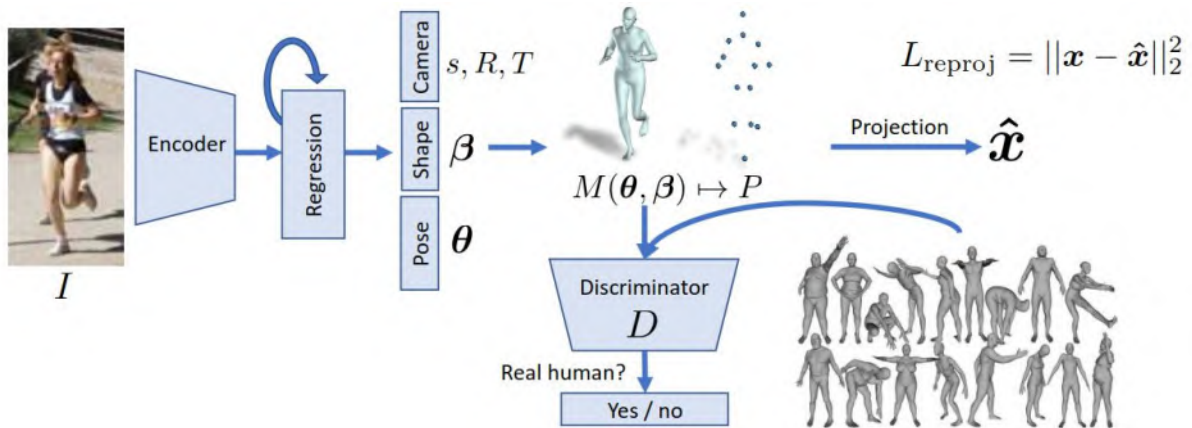 I
Encoder
Regression
Camera
Shape
Pose
s, R, T
β
θ
M(θ, β) ↦ P
Projection
x̂
L_reproj = ||x − x̂||₂²
Discriminator
D
Real human?
Yes / no